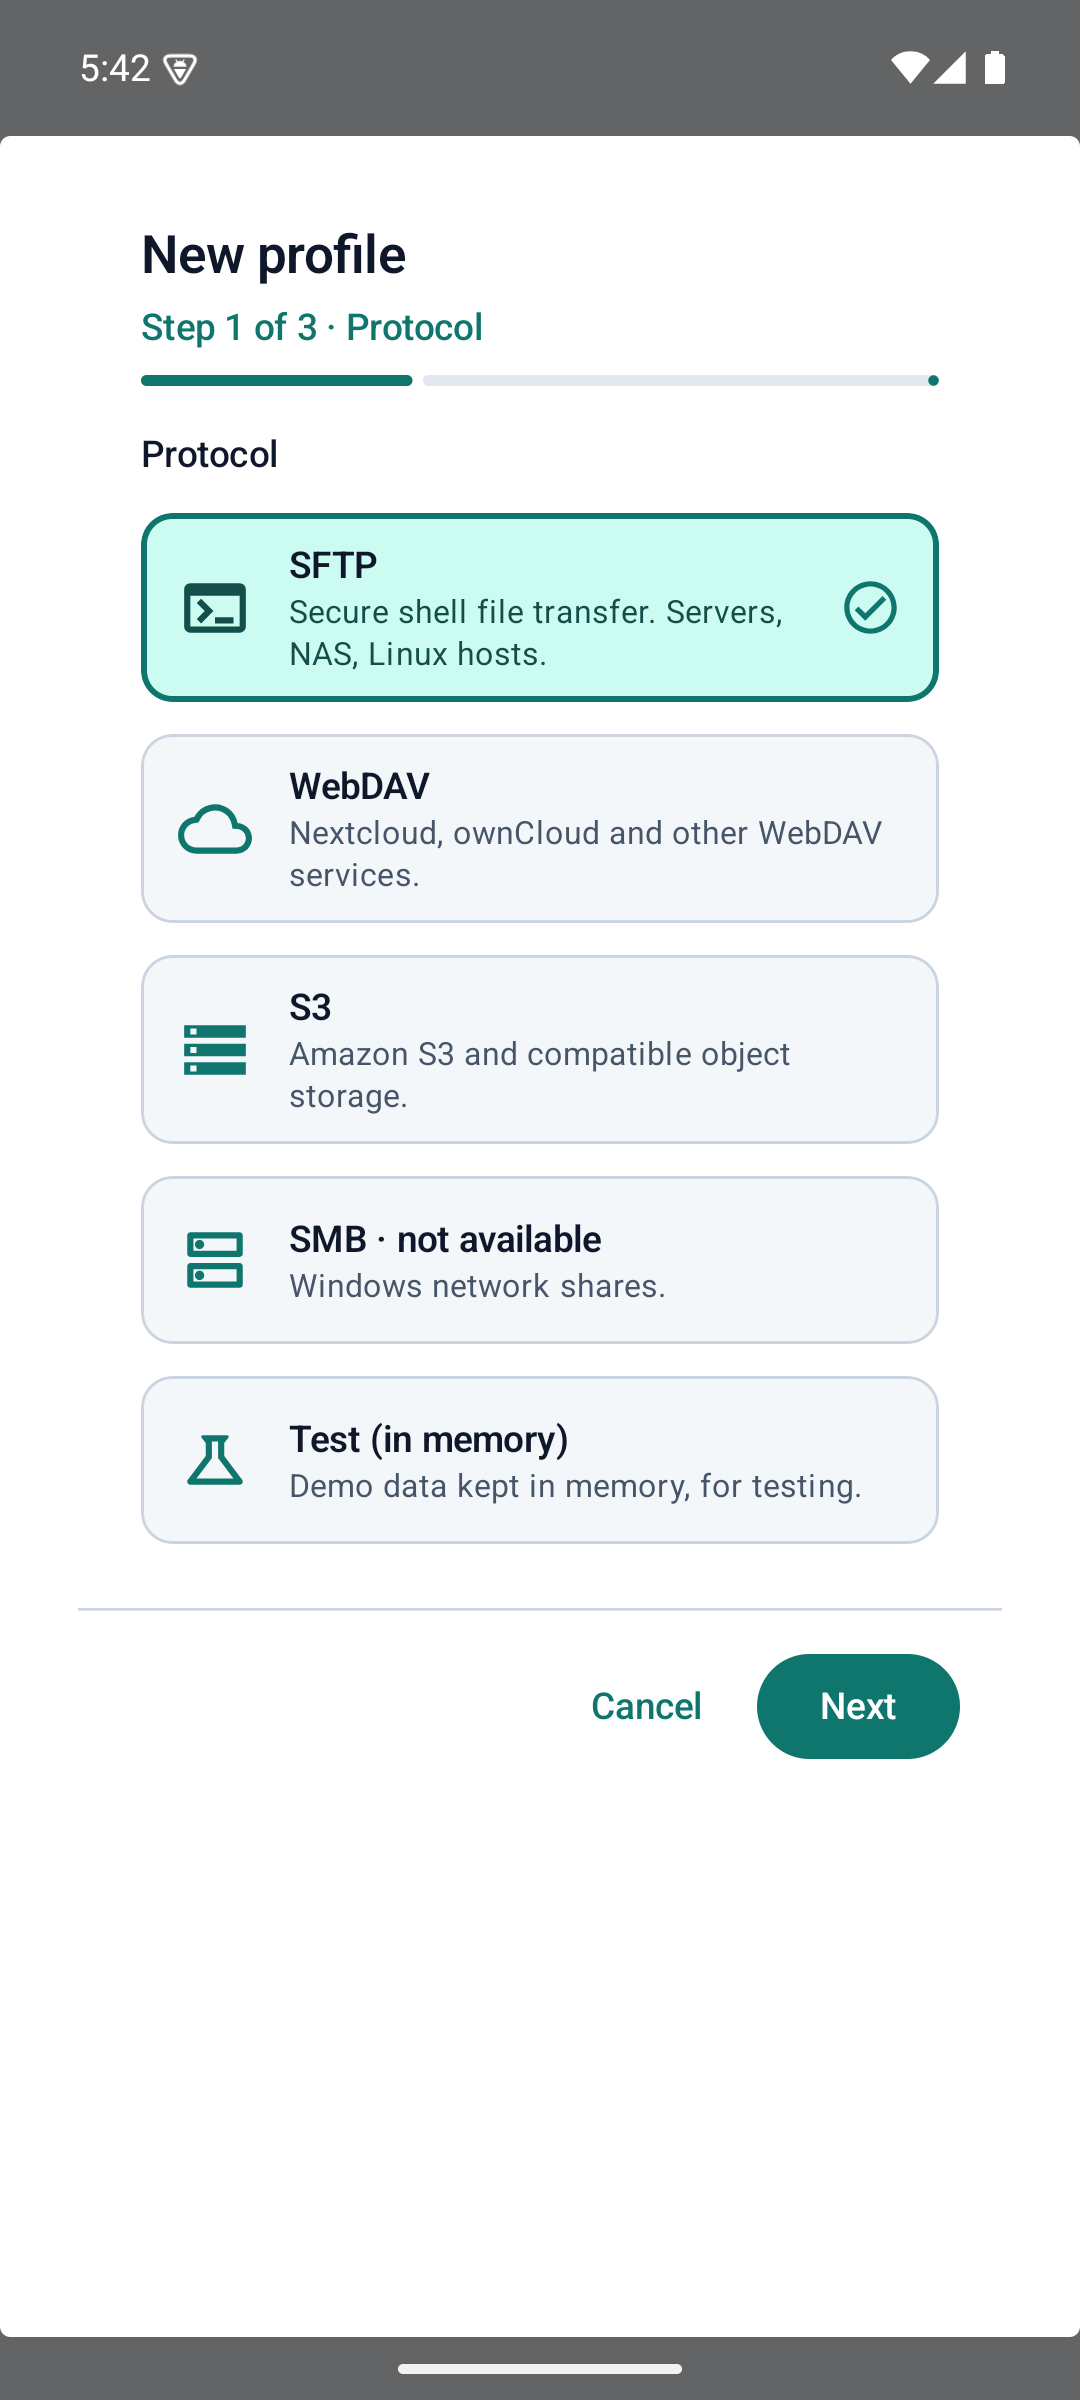 5:42
New profile
Step 1 of 3 · Protocol
Protocol
SFTP
Secure shell file transfer. Servers,
NAS, Linux hosts.
WebDAV
Nextcloud, ownCloud and other WebDAV
services.
S3
Amazon S3 and compatible object
storage.
SMB · not available
Windows network shares.
Test (in memory)
Demo data kept in memory, for testing.
Cancel
Next